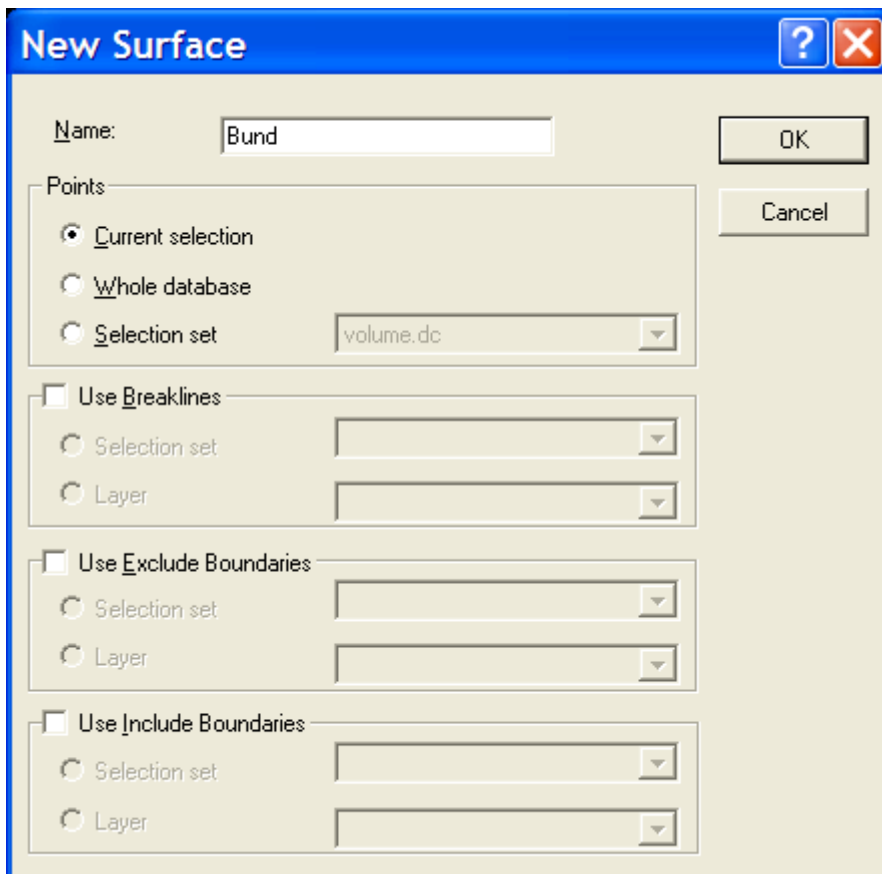 New Surface
Name: Bund
OK
Points
Cancel
Current selection
Whole database
Selection set volume.dc
Use Breaklines
Selection set
Layer
Use Exclude Boundaries
Selection set
Layer
Use Include Boundaries
Selection set
Layer